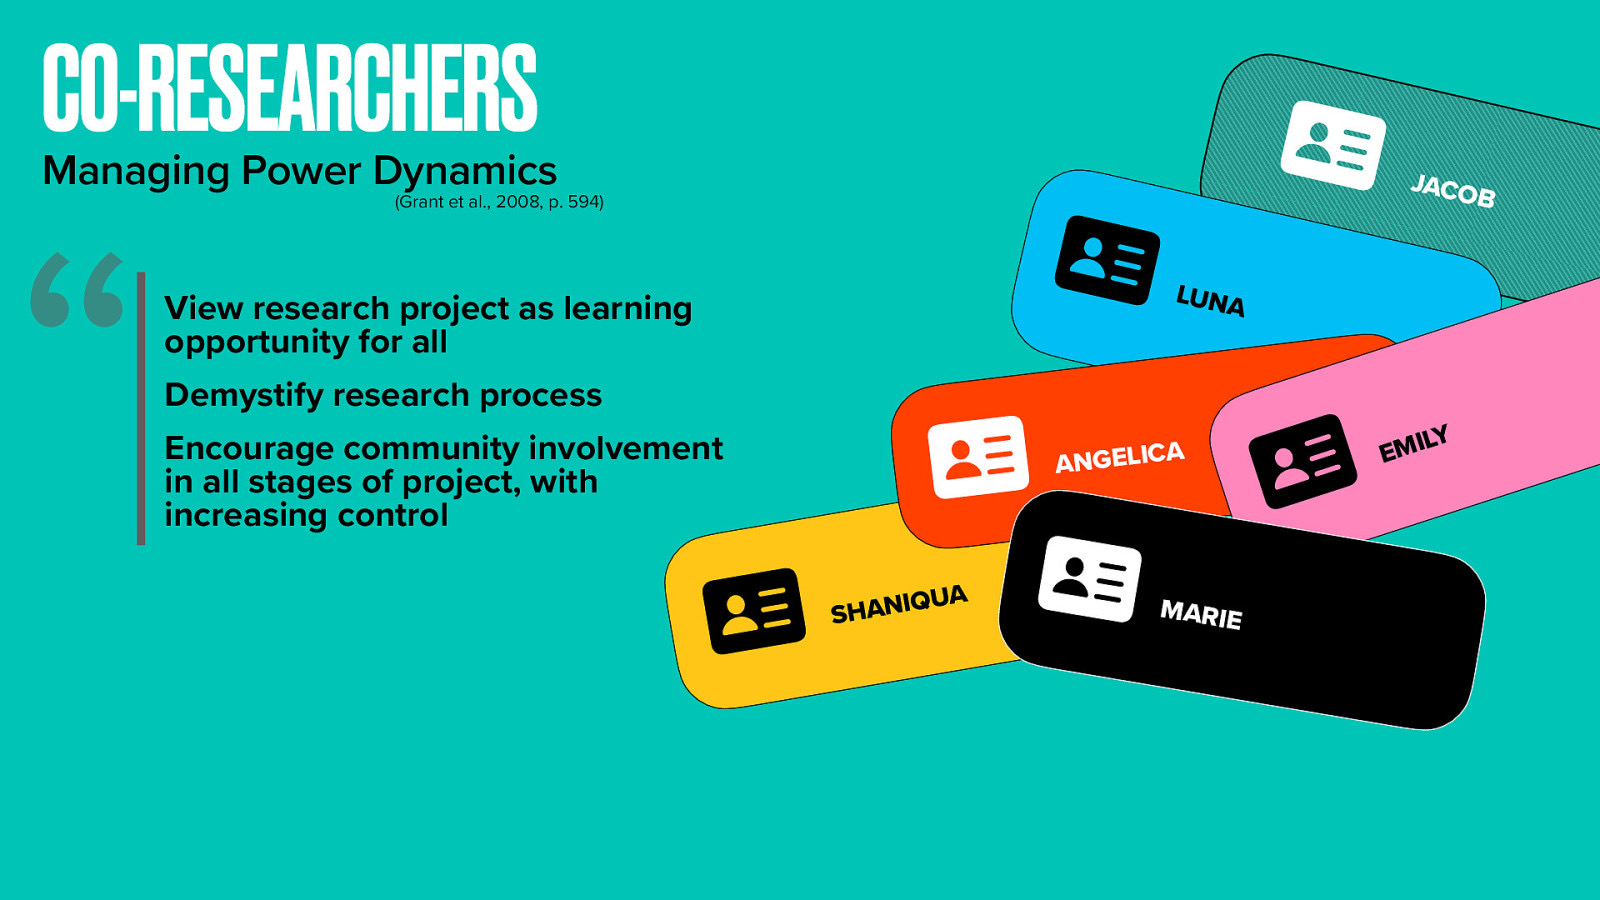 CO-RESEARCHERS
Managing Power Dynamics
(Grant et al., 2008, p. 594)
“
View research project as learning
opportunity for all
Demystify research process
Encourage community involvement
in all stages of project, with
increasing control
JACOB
LUNA
ANGELICA
EMILY
SHANIQUA
MARIE